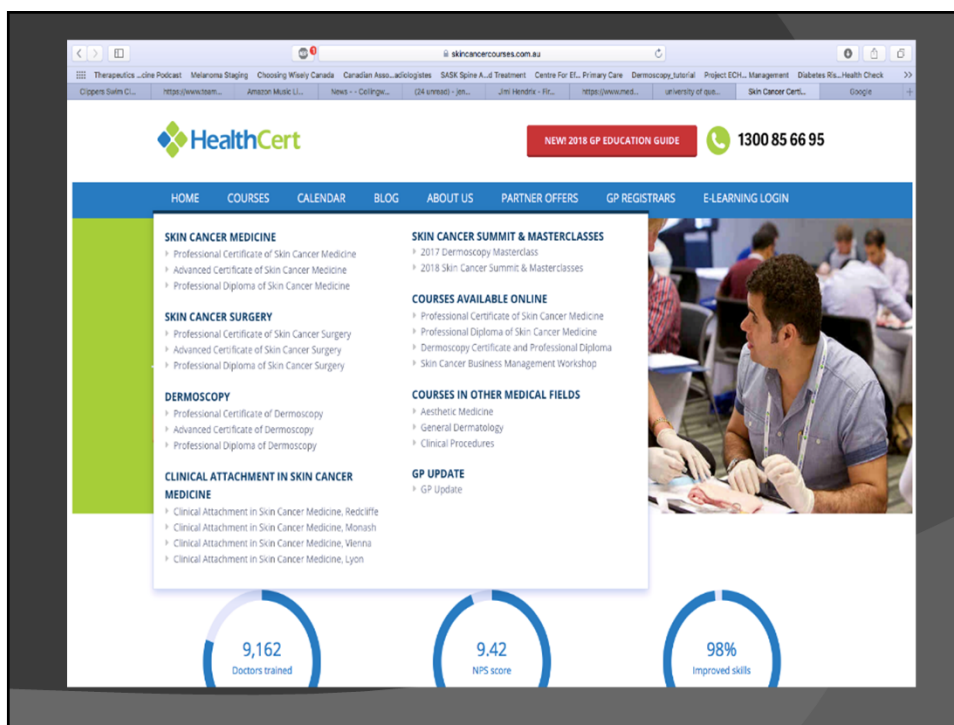 skincancercourses.com.au
Therapeutics ...cine Podcast Melanoma Staging Choosing Wisely Canada Canadian Asso...adiologistes SASK Spine A...d Treatment Centre For Ef... Primary Care Dermoscopy_tutorial Project ECH... Management Diabetes Ris...Health Check >>
Clippers Swim Cl... https://www.team... Amazon Music Li... News - - Collingw... (24 unread) - jen... Jimi Hendrix - Fir... https://www.med... university of que... Skin Cancer Certi... Google +
HealthCert
NEW! 2018 GP EDUCATION GUIDE
1300 85 66 95
HOME COURSES CALENDAR BLOG ABOUT US PARTNER OFFERS GP REGISTRARS E-LEARNING LOGIN
SKIN CANCER MEDICINE
Professional Certificate of Skin Cancer Medicine
Advanced Certificate of Skin Cancer Medicine
Professional Diploma of Skin Cancer Medicine
SKIN CANCER SURGERY
Professional Certificate of Skin Cancer Surgery
Advanced Certificate of Skin Cancer Surgery
Professional Diploma of Skin Cancer Surgery
DERMOSCOPY
Professional Certificate of Dermoscopy
Advanced Certificate of Dermoscopy
Professional Diploma of Dermoscopy
CLINICAL ATTACHMENT IN SKIN CANCER
MEDICINE
Clinical Attachment in Skin Cancer Medicine, Redcliffe
Clinical Attachment in Skin Cancer Medicine, Monash
Clinical Attachment in Skin Cancer Medicine, Vienna
Clinical Attachment in Skin Cancer Medicine, Lyon
SKIN CANCER SUMMIT & MASTERCLASSES
2017 Dermoscopy Masterclass
2018 Skin Cancer Summit & Masterclasses
COURSES AVAILABLE ONLINE
Professional Certificate of Skin Cancer Medicine
Professional Diploma of Skin Cancer Medicine
Dermoscopy Certificate and Professional Diploma
Skin Cancer Business Management Workshop
COURSES IN OTHER MEDICAL FIELDS
Aesthetic Medicine
General Dermatology
Clinical Procedures
GP UPDATE
GP Update
9,162
Doctors trained
9.42
NPS score
98%
Improved skills